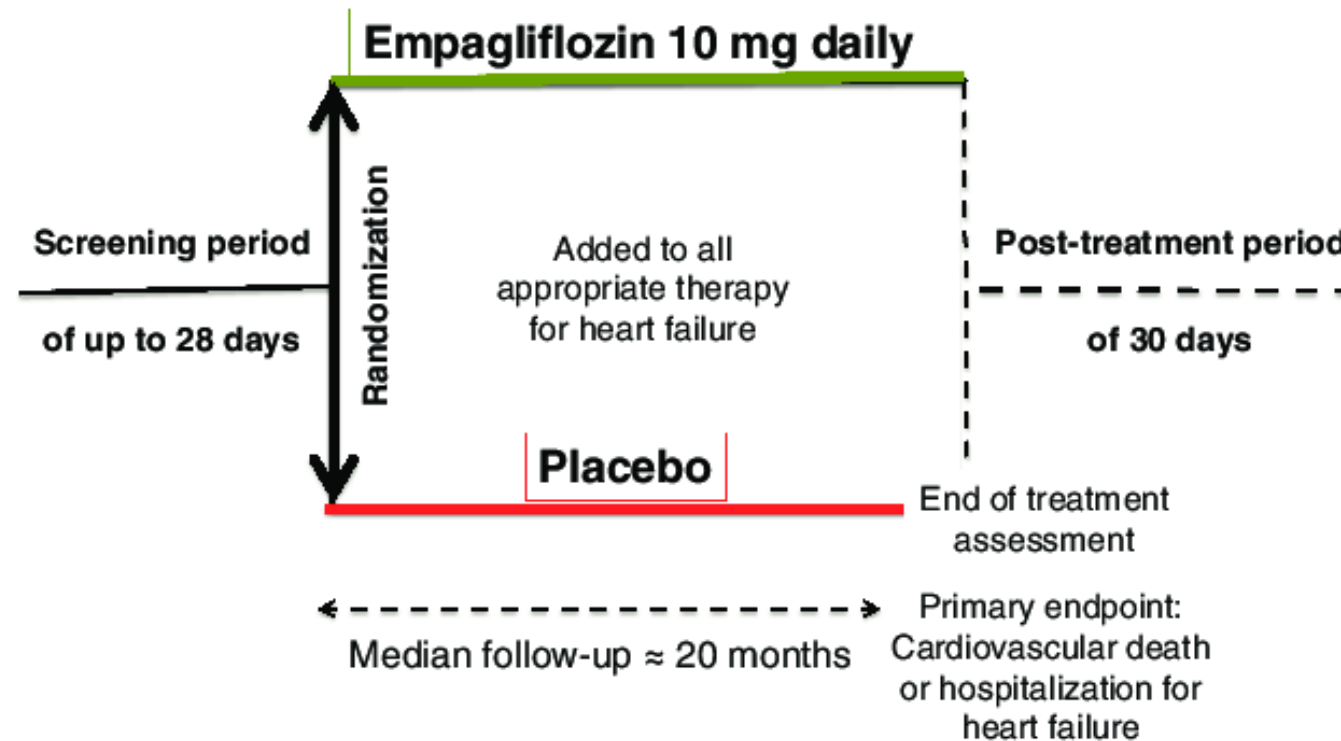 Empagliflozin 10 mg daily
Screening period
of up to 28 days
Randomization
Added to all
appropriate therapy
for heart failure
Post-treatment period
of 30 days
Placebo
End of treatment
assessment
Median follow-up ≈ 20 months
Primary endpoint:
Cardiovascular death
or hospitalization for
heart failure